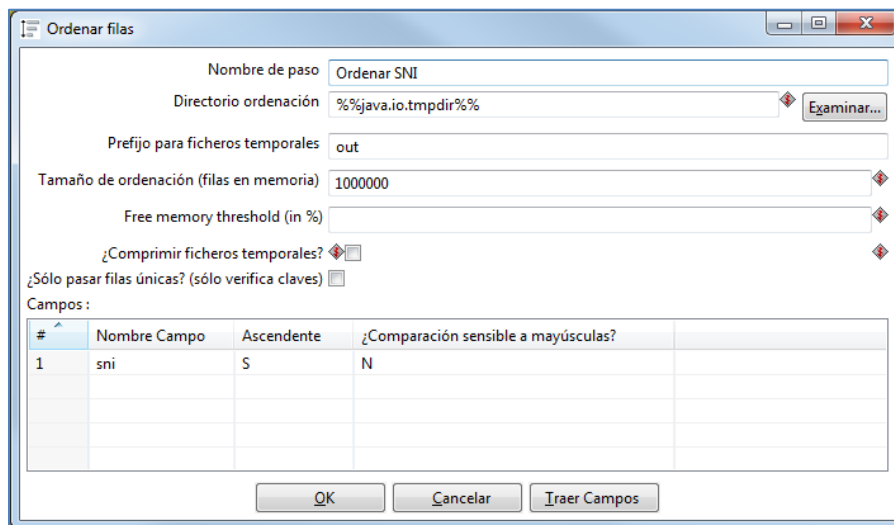 Ordenar filas
Nombre de paso Ordenar SNI
Directorio ordenación %%java.io.tmpdir%% Examinar...
Prefijo para ficheros temporales out
Tamaño de ordenación (filas en memoria) 1000000
Free memory threshold (in %)
¿Comprimir ficheros temporales?
¿Sólo pasar filas únicas? (sólo verifica claves)
Campos :
# Nombre Campo Ascendente ¿Comparación sensible a mayúsculas?
1 sni S N
OK Cancelar Traer Campos